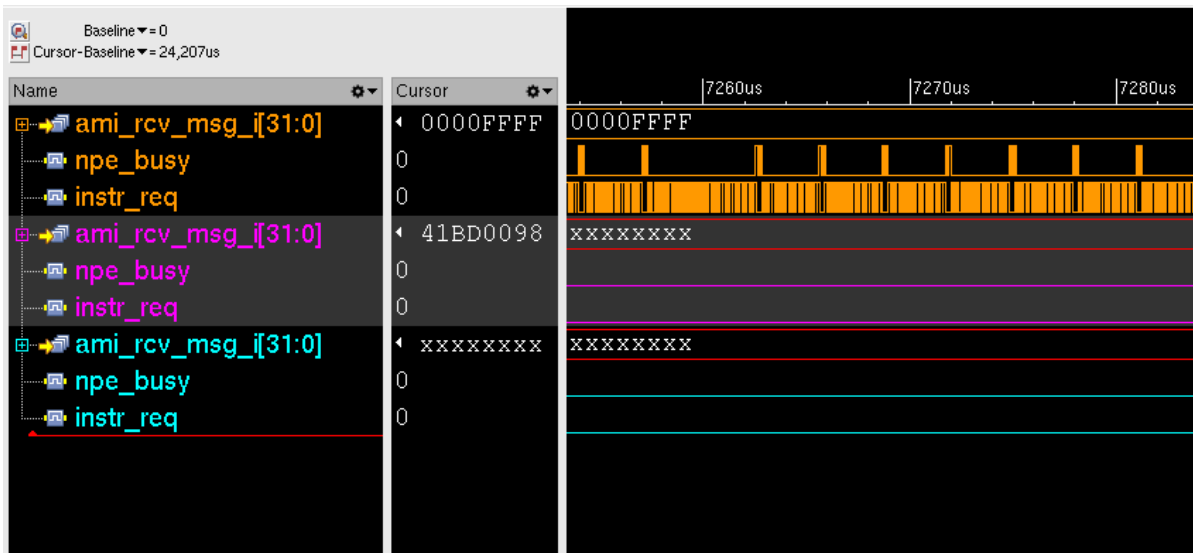 Baseline ▼= 0
Cursor-Baseline ▼= 24,207us
Name Cursor 7260us 7270us 7280us
ami_rcv_msg_i[31:0] 0000FFFF 0000FFFF
npe_busy 0
instr_req 0
ami_rcv_msg_i[31:0] 41BD0098 xxxxxxxx
npe_busy 0
instr_req 0
ami_rcv_msg_i[31:0] xxxxxxxx xxxxxxxx
npe_busy 0
instr_req 0